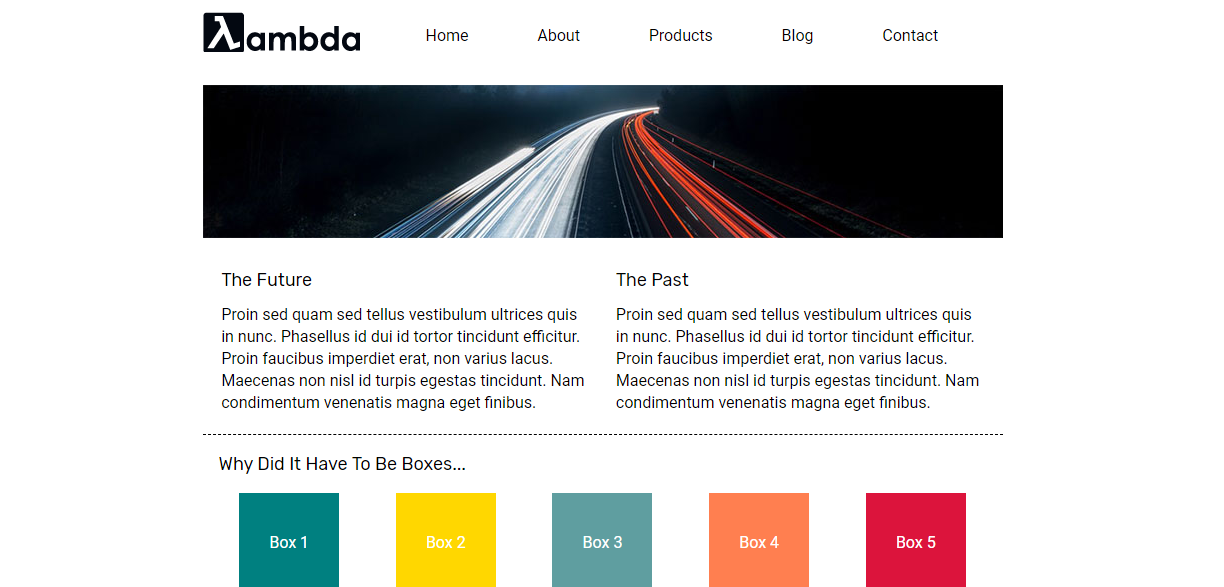 λambda
Home About Products Blog Contact
The Future
Proin sed quam sed tellus vestibulum ultrices quis
in nunc. Phasellus id dui id tortor tincidunt efficitur.
Proin faucibus imperdiet erat, non varius lacus.
Maecenas non nisl id turpis egestas tincidunt. Nam
condimentum venenatis magna eget finibus.
The Past
Proin sed quam sed tellus vestibulum ultrices quis
in nunc. Phasellus id dui id tortor tincidunt efficitur.
Proin faucibus imperdiet erat, non varius lacus.
Maecenas non nisl id turpis egestas tincidunt. Nam
condimentum venenatis magna eget finibus.
Why Did It Have To Be Boxes...
Box 1 Box 2 Box 3 Box 4 Box 5